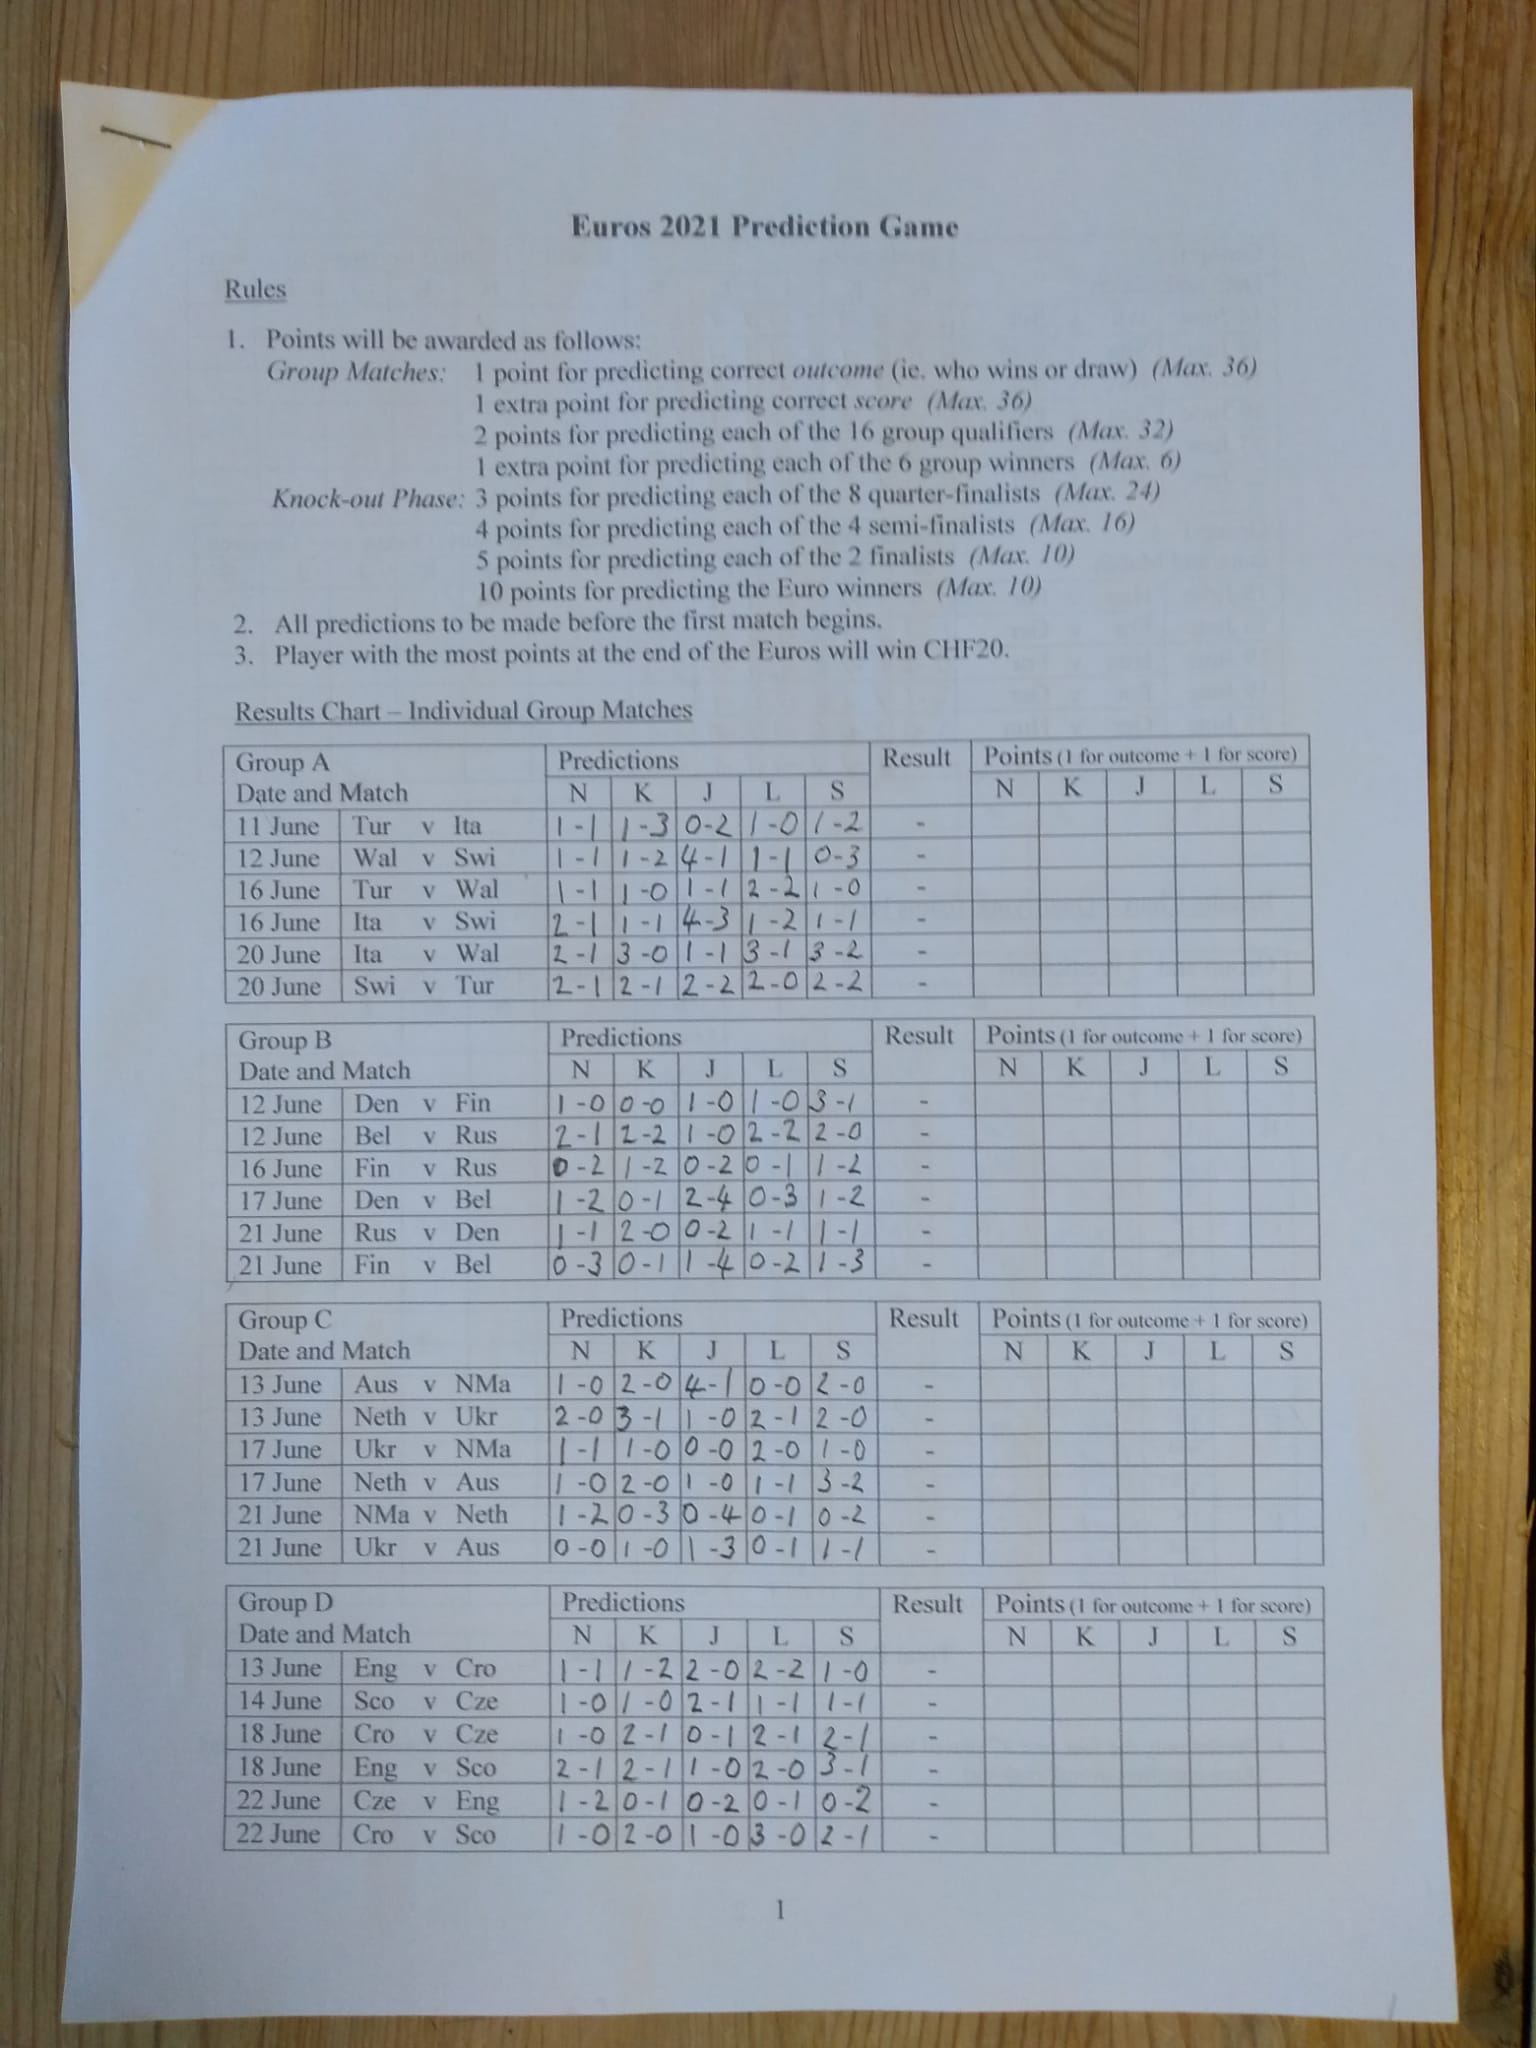 Euros 2021 Prediction Game
Rules
1. Points will be awarded as follows:
Group Matches: 1 point for predicting correct outcome (ie. who wins or draw) (Max. 36)
1 extra point for predicting correct score (Max. 36)
2 points for predicting each of the 16 group qualifiers (Max. 32)
1 extra point for predicting each of the 6 group winners (Max. 6)
Knock-out Phase: 3 points for predicting each of the 8 quarter-finalists (Max. 24)
4 points for predicting each of the 4 semi-finalists (Max. 16)
5 points for predicting each of the 2 finalists (Max. 10)
10 points for predicting the Euro winners (Max. 10)
2. All predictions to be made before the first match begins.
3. Player with the most points at the end of the Euros will win CHF20.
Results Chart – Individual Group Matches
Group A Predictions Result Points (1 for outcome + 1 for score)
Date and Match N K J L S N K J L S
11 June Tur v Ita 1-1 1-3 0-2 1-0 1-2 -
12 June Wal v Swi 1-1 1-2 4-1 1-1 0-3 -
16 June Tur v Wal 1-1 1-0 1-1 2-2 1-0 -
16 June Ita v Swi 2-1 1-1 4-3 1-2 1-1 -
20 June Ita v Wal 2-1 3-0 1-1 3-1 3-2 -
20 June Swi v Tur 2-1 2-1 2-2 2-0 2-2 -
Group B Predictions Result Points (1 for outcome + 1 for score)
Date and Match N K J L S N K J L S
12 June Den v Fin 1-0 0-0 1-0 1-0 3-1 -
12 June Bel v Rus 2-1 2-2 1-0 2-2 2-0 -
16 June Fin v Rus 0-2 1-2 0-2 0-1 1-2 -
17 June Den v Bel 1-2 0-1 2-4 0-3 1-2 -
21 June Rus v Den 1-1 2-0 0-2 1-1 1-1 -
21 June Fin v Bel 0-3 0-1 1-4 0-2 1-3 -
Group C Predictions Result Points (1 for outcome + 1 for score)
Date and Match N K J L S N K J L S
13 June Aus v NMa 1-0 2-0 4-1 0-0 2-0 -
13 June Neth v Ukr 2-0 3-1 1-0 2-1 2-0 -
17 June Ukr v NMa 1-1 1-0 0-0 2-0 1-0 -
17 June Neth v Aus 1-0 2-0 1-0 1-1 3-2 -
21 June NMa v Neth 1-2 0-3 0-4 0-1 0-2 -
21 June Ukr v Aus 0-0 1-0 1-3 0-1 1-1 -
Group D Predictions Result Points (1 for outcome + 1 for score)
Date and Match N K J L S N K J L S
13 June Eng v Cro 1-1 1-2 2-0 2-2 1-0 -
14 June Sco v Cze 1-0 1-0 2-1 1-1 1-1 -
18 June Cro v Cze 1-0 2-1 0-1 2-1 2-1 -
18 June Eng v Sco 2-1 2-1 1-0 2-0 3-1 -
22 June Cze v Eng 1-2 0-1 0-2 0-1 0-2 -
22 June Cro v Sco 1-0 2-0 1-0 3-0 2-1 -
1